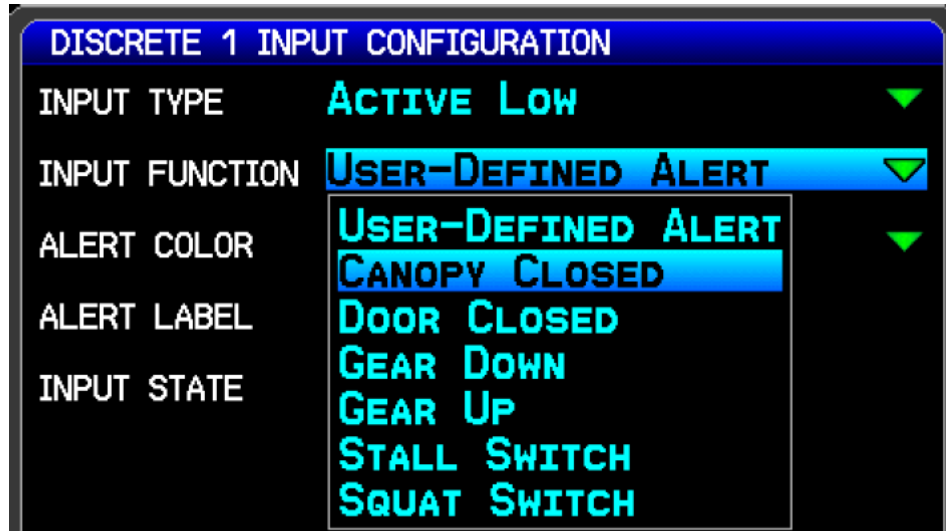 DISCRETE 1 INPUT CONFIGURATION
INPUT TYPE ACTIVE LOW
INPUT FUNCTION USER-DEFINED ALERT
USER-DEFINED ALERT
ALERT COLOR
CANOPY CLOSED
DOOR CLOSED
ALERT LABEL
GEAR DOWN
INPUT STATE
GEAR UP
STALL SWITCH
SQUAT SWITCH